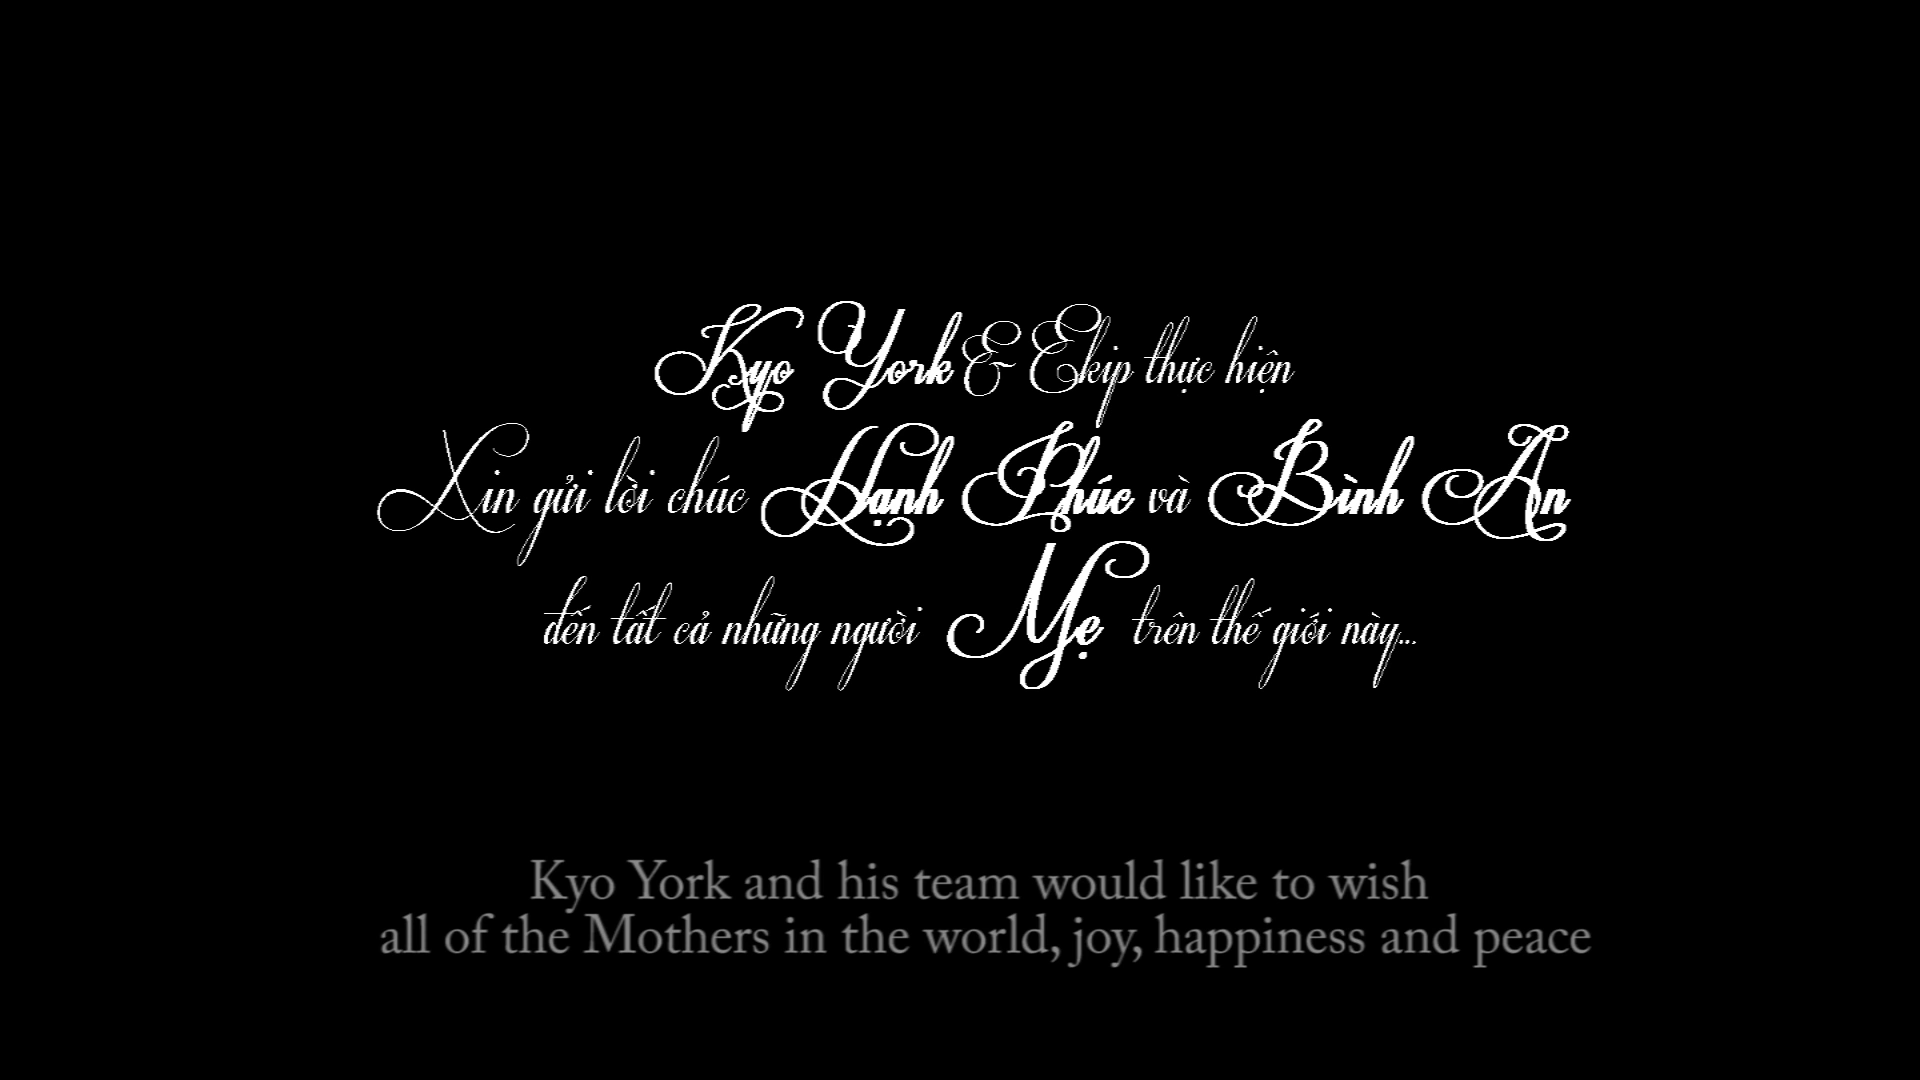 Kyo York & Ekip thực hiện
Xin gửi lời chúc Hạnh Phúc và Bình An
đến tất cả những người Mẹ trên thế giới này...
Kyo York and his team would like to wish
all of the Mothers in the world, joy, happiness and peace